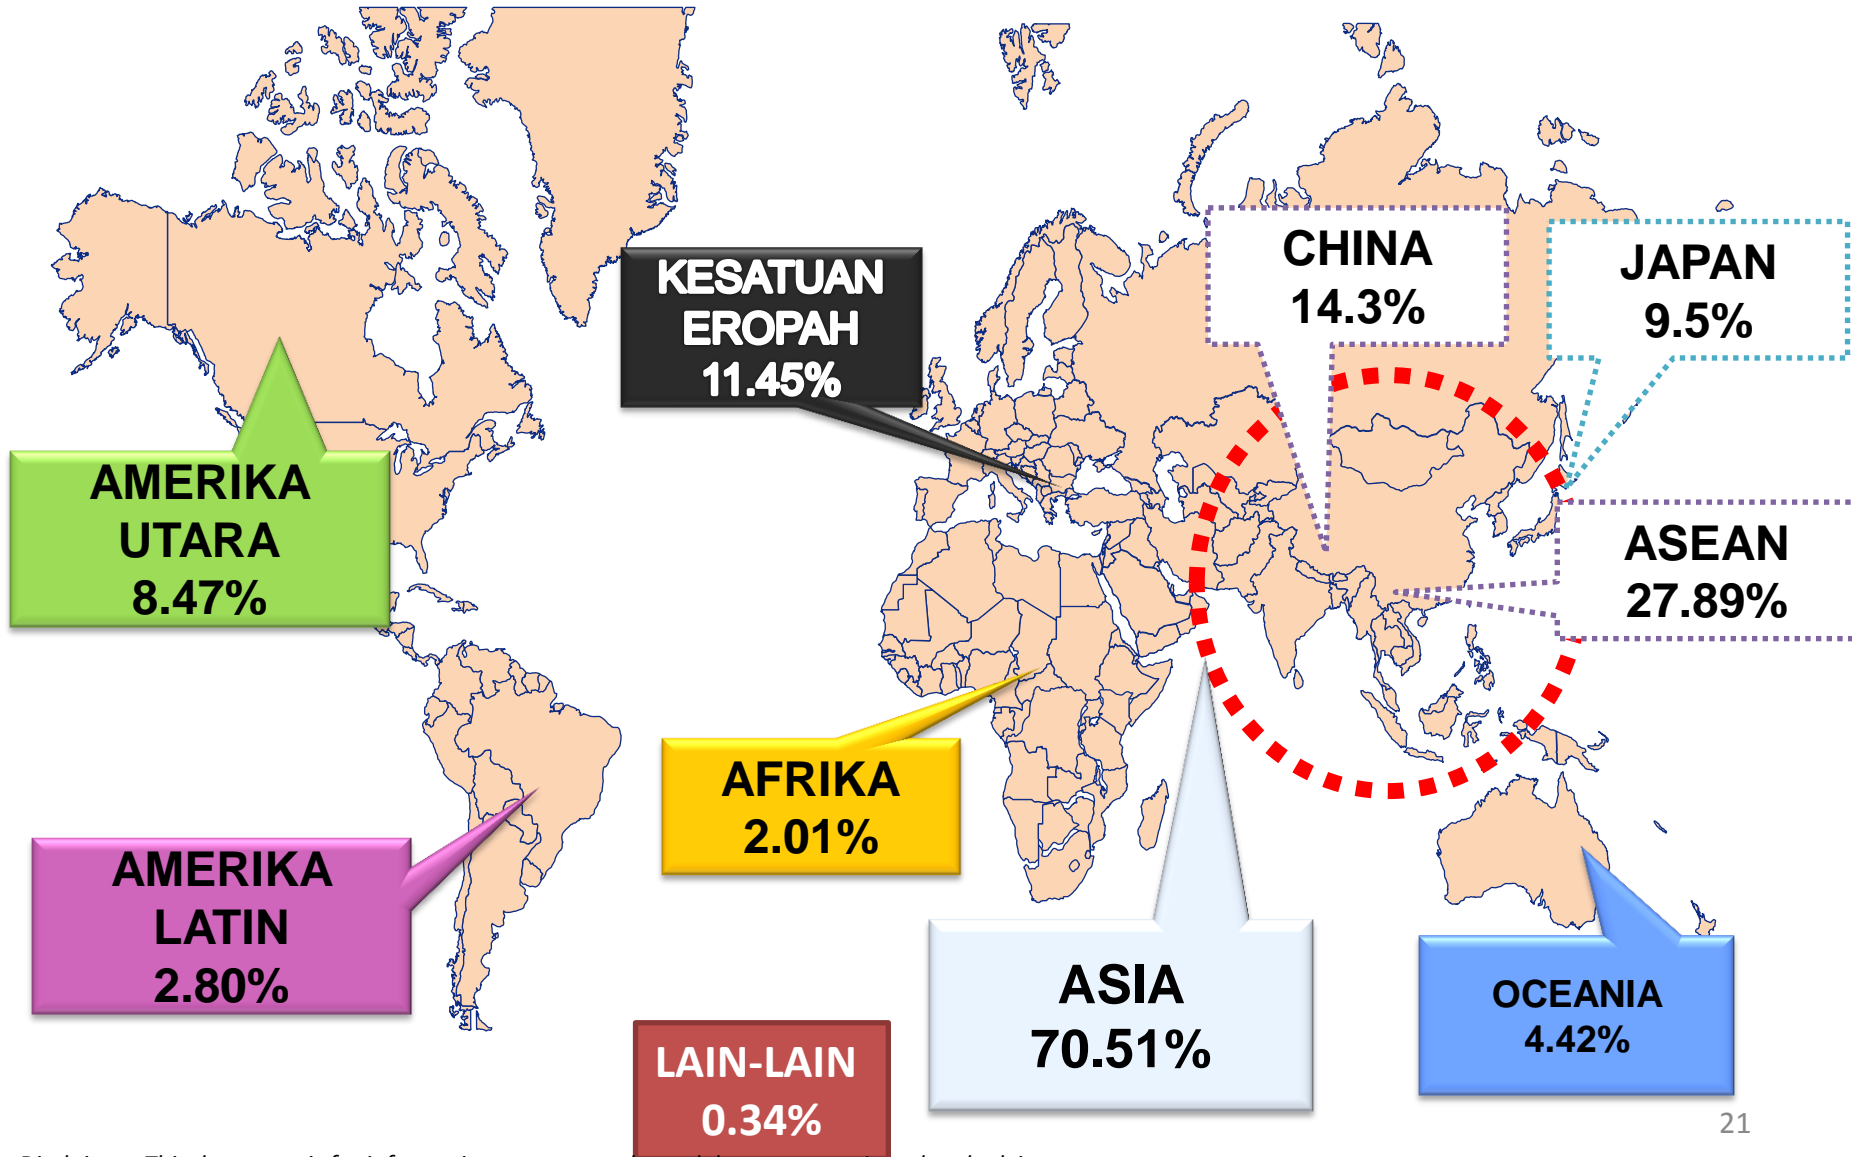 KESATUAN
EROPAH
11.45%
CHINA
14.3%
JAPAN
9.5%
AMERIKA
UTARA
8.47%
ASEAN
27.89%
AFRIKA
2.01%
AMERIKA
LATIN
2.80%
ASIA
70.51%
OCEANIA
4.42%
LAIN-LAIN
0.34%
21